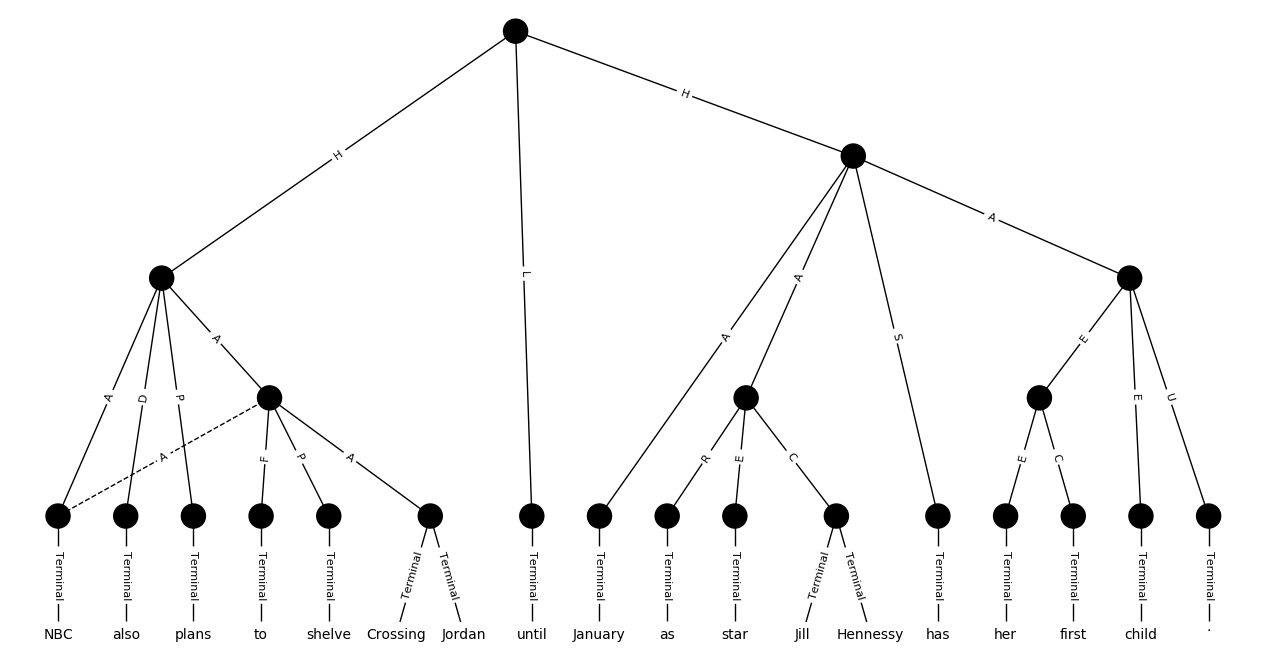 H
H
L
A
A
D
P
A
A
A
S
A
E
E
U
A
F
P
A
R
E
C
E
C
Terminal Terminal Terminal Terminal Terminal Terminal Terminal Terminal Terminal Terminal Terminal Terminal Terminal Terminal Terminal Terminal Terminal Terminal
NBC also plans to shelve Crossing Jordan until January as star Jill Hennessy has her first child .